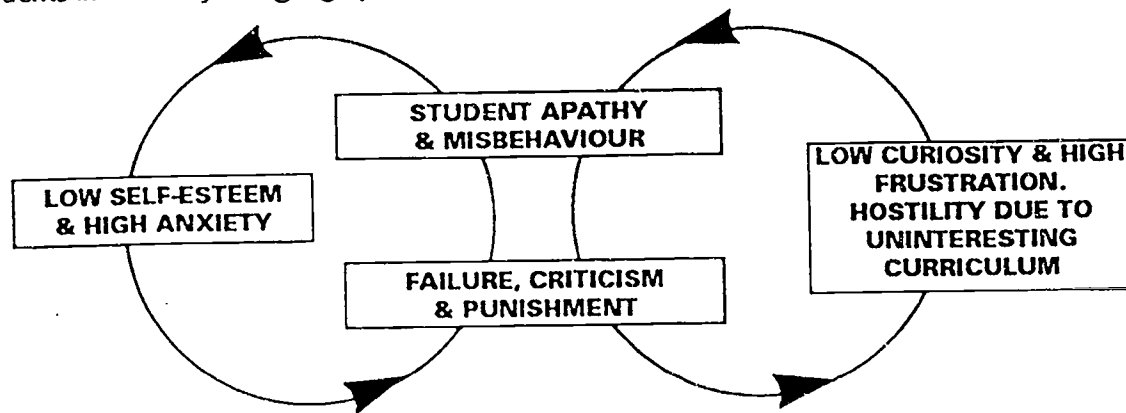 STUDENT APATHY
& MISBEHAVIOUR
LOW SELF-ESTEEM
& HIGH ANXIETY
LOW CURIOSITY & HIGH
FRUSTRATION.
HOSTILITY DUE TO
UNINTERESTING
CURRICULUM
FAILURE, CRITICISM
& PUNISHMENT